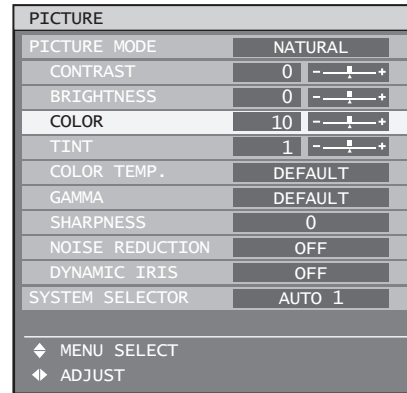 PICTURE
PICTURE MODE NATURAL
CONTRAST 0 - +
BRIGHTNESS 0 - +
COLOR 10 - +
TINT 1 - +
COLOR TEMP. DEFAULT
GAMMA DEFAULT
SHARPNESS 0
NOISE REDUCTION OFF
DYNAMIC IRIS OFF
SYSTEM SELECTOR AUTO 1
MENU SELECT
ADJUST